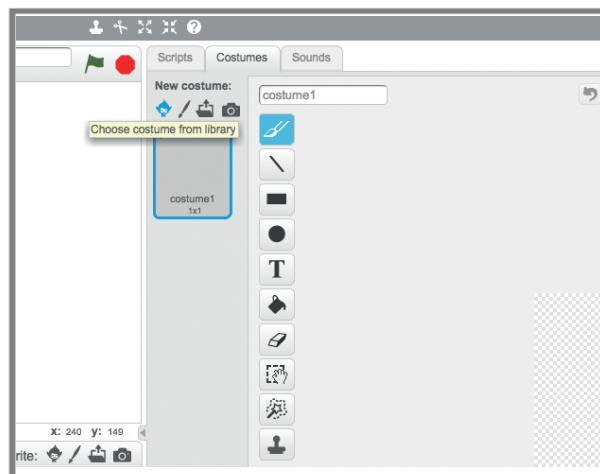 Scripts Costumes Sounds
New costume:
costume1
Choose costume from library
T
costume1
1x1
x: 240 y: 149
rite: